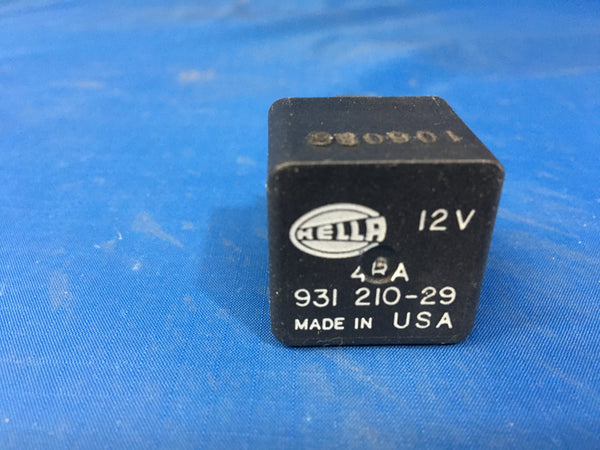 HELLA
12V
931 210-29
MADE IN USA